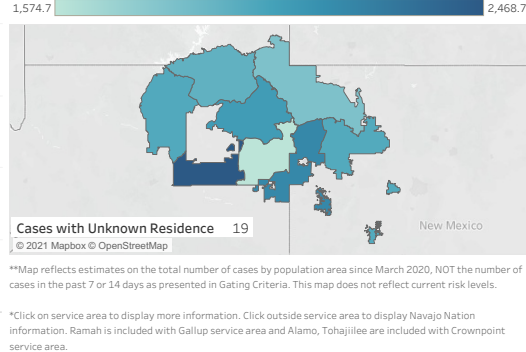 1,574.7 2,468.7
New Mexico
Cases with Unknown Residence 19
© 2021 Mapbox © OpenStreetMap
**Map reflects estimates on the total number of cases by population area since March 2020, NOT the number of
cases in the past 7 or 14 days as presented in Gating Criteria. This map does not reflect current risk levels.
*Click on service area to display more information. Click outside service area to display Navajo Nation
information. Ramah is included with Gallup service area and Alamo, Tohajiilee are included with Crownpoint
service area.